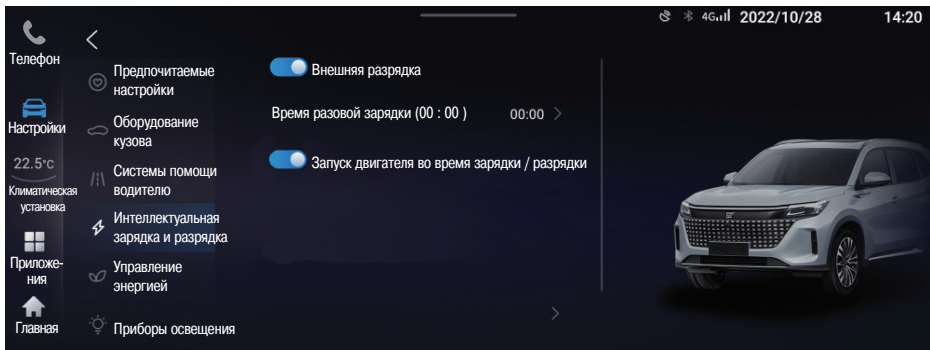 4G 2022/10/28 14:20
Телефон
Настройки
22.5°C
Климатическая
установка
Приложе-
ния
Главная
Предпочитаемые
настройки
Оборудование
кузова
Системы помощи
водителю
Интеллектуальная
зарядка и разрядка
Управление
энергией
Приборы освещения
Внешняя разрядка
Время разовой зарядки (00 : 00 ) 00:00
Запуск двигателя во время зарядки / разрядки